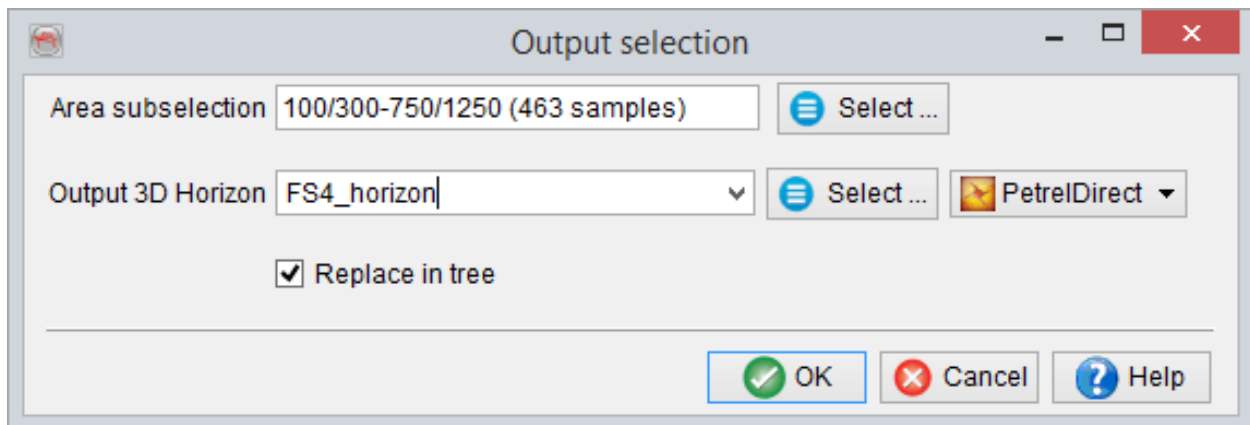 Output selection
Area subselection 100/300-750/1250 (463 samples) Select ...
Output 3D Horizon FS4_horizon Select ... PetrelDirect
Replace in tree
OK Cancel Help